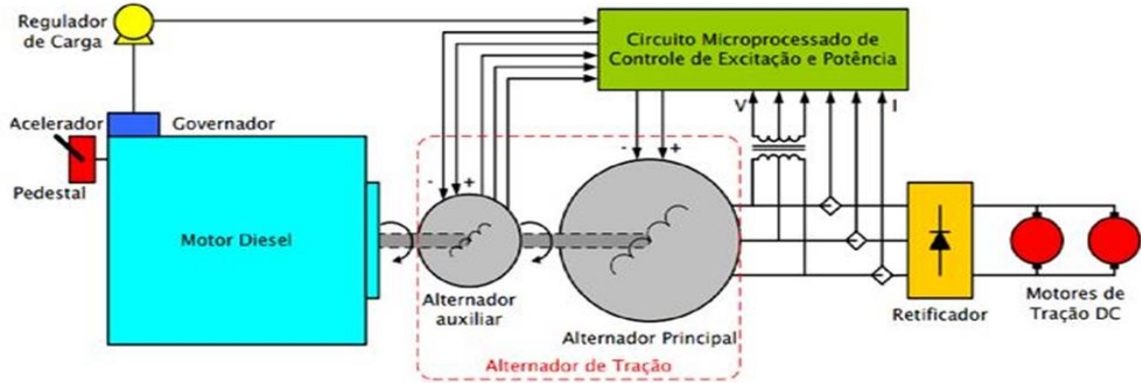 Regulador
de Carga
Circuito Microprocessado de
Controle de Excitação e Potência
V
I
Acelerador
Governador
Pedestal
- +
- +
Motor Diesel
Alternador
auxiliar
Alternador Principal
Alternador de Tração
Retificador
Motores de
Tração DC